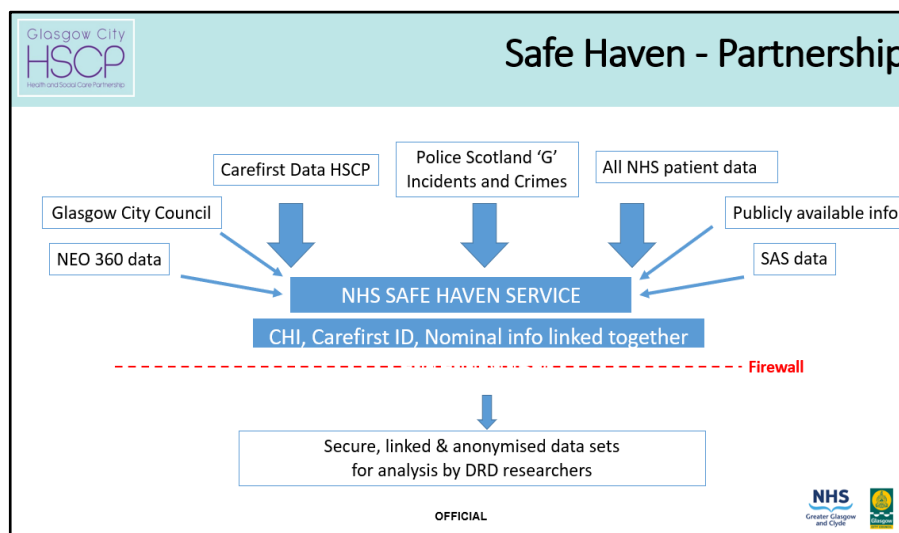 Glasgow City
HSCP
Health and Social Care Partnership
Safe Haven - Partnership
Carefirst Data HSCP
Police Scotland ‘G’
Incidents and Crimes
All NHS patient data
Glasgow City Council
Publicly available info
NEO 360 data
SAS data
NHS SAFE HAVEN SERVICE
CHI, Carefirst ID, Nominal info linked together
Firewall
Secure, linked & anonymised data sets
for analysis by DRD researchers
OFFICIAL
NHS
Greater Glasgow
and Clyde
Glasgow